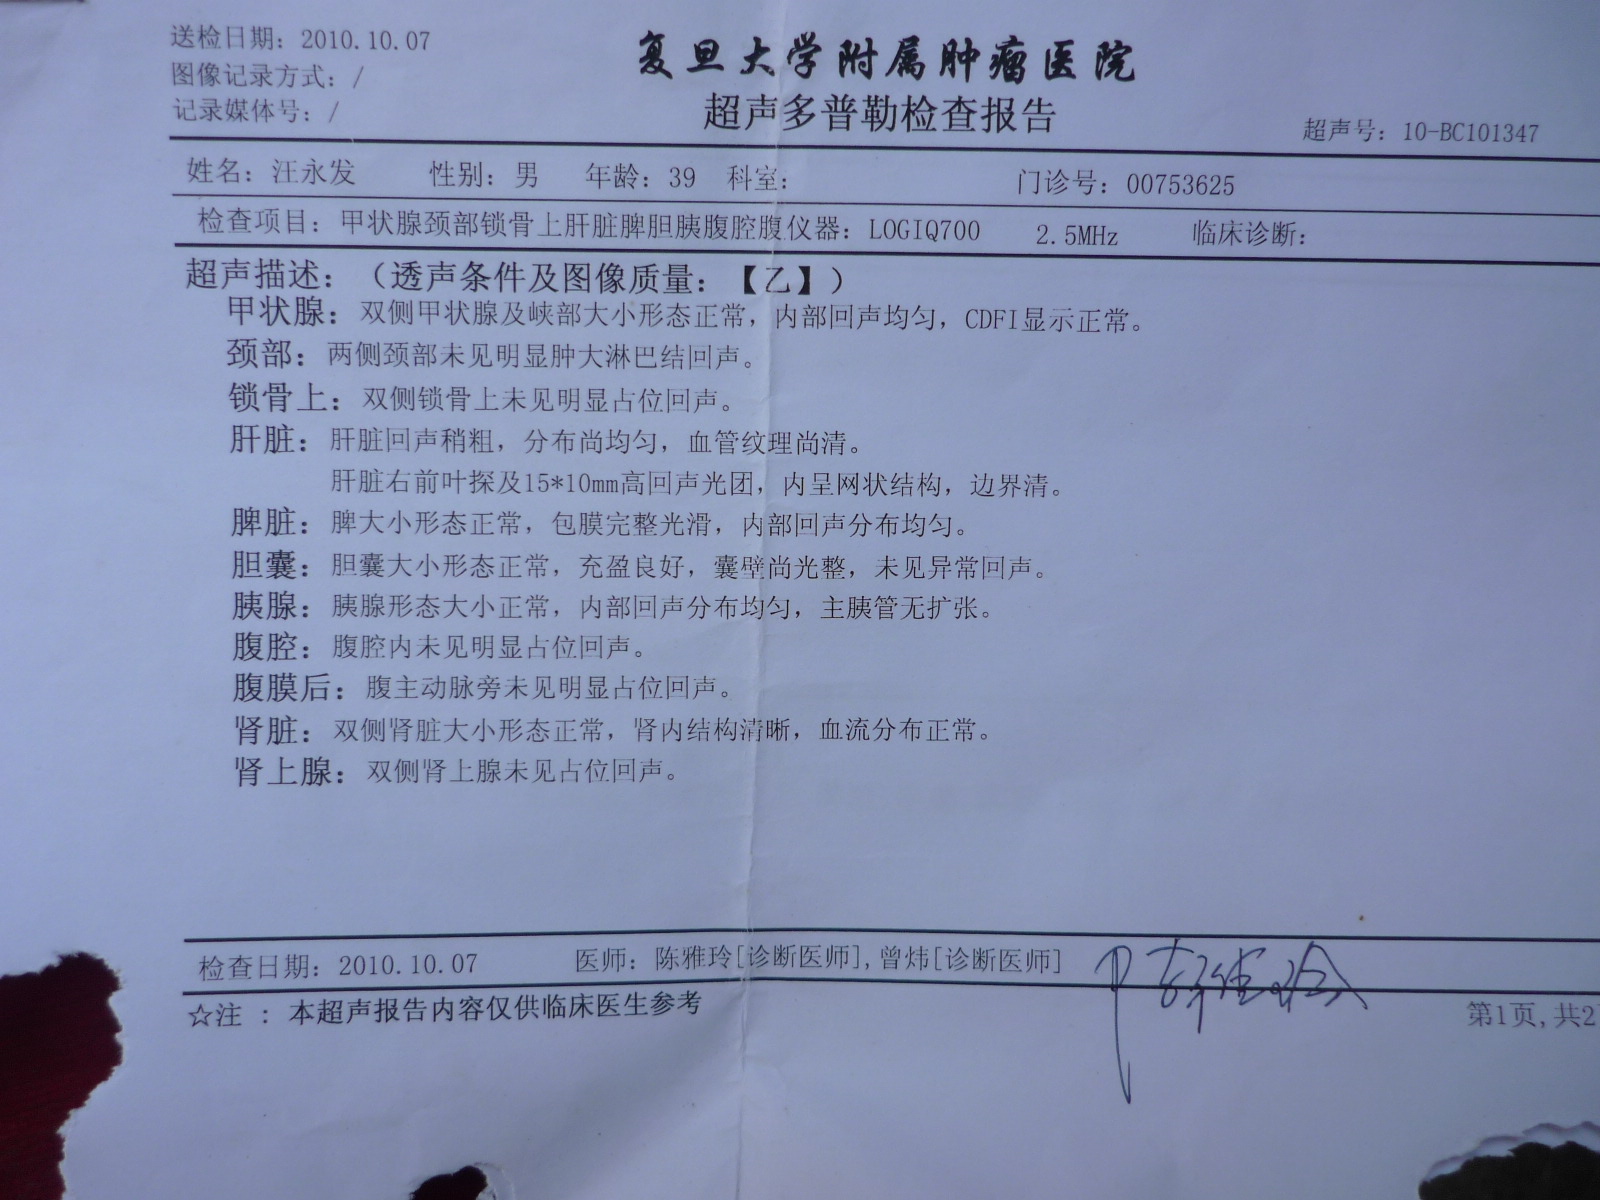 送检日期：2010.10.07
图像记录方式：/
记录媒体号：/
复旦大学附属肿瘤医院
超声多普勒检查报告
超声号：10-BC101347
姓名：汪永发 性别：男 年龄：39 科室： 门诊号：00753625
检查项目：甲状腺颈部锁骨上肝脏脾胆胰腹腔腹仪器：LOGIQ700 2.5MHz 临床诊断：
超声描述：（透声条件及图像质量：【乙】）
甲状腺：双侧甲状腺及峡部大小形态正常，内部回声均匀，CDFI显示正常。
颈部：两侧颈部未见明显肿大淋巴结回声。
锁骨上：双侧锁骨上未见明显占位回声。
肝脏：肝脏回声稍粗，分布尚均匀，血管纹理尚清。
肝脏右前叶探及15*10mm高回声光团，内呈网状结构，边界清。
脾脏：脾大小形态正常，包膜完整光滑，内部回声分布均匀。
胆囊：胆囊大小形态正常，充盈良好，囊壁尚光整，未见异常回声。
胰腺：胰腺形态大小正常，内部回声分布均匀，主胰管无扩张。
腹腔：腹腔内未见明显占位回声。
腹膜后：腹主动脉旁未见明显占位回声。
肾脏：双侧肾脏大小形态正常，肾内结构清晰，血流分布正常。
肾上腺：双侧肾上腺未见占位回声。
检查日期：2010.10.07 医师：陈雅玲[诊断医师],曾炜[诊断医师]
☆注 ：本超声报告内容仅供临床医生参考
第1页,共2